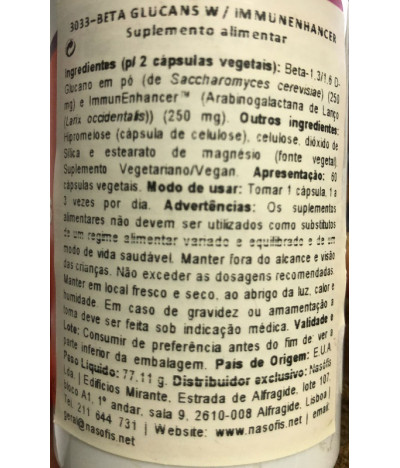 3033-BETA GLUCANS W / IMMUNENHANCER
Suplemento alimentar
Ingredientes (p/ 2 cápsulas vegetais): Beta-1.3/1.6 D-
Glucano em pó (de Saccharomyces cerevisiae) (250
mg) e ImmunEnhancer™ (Arabinogalactana de Lanço
(Larix occidentalis)) (250 mg). Outros ingredientes:
Hipromelose (cápsula de celulose), celulose, dióxido de
Silica e estearato de magnésio (fonte vegetal)
Suplemento Vegetariano/Vegan. Apresentação: 60
cápsulas vegetais. Modo de usar: Tomar 1 cápsula, 1 a
3 vezes por dia. Advertências: Os suplementos
alimentares não devem ser utilizados como substitutos
de um regime alimentar variado e equilibrado e de um
modo de vida saudável. Manter fora do alcance e visão
das crianças. Não exceder as dosagens recomendadas.
Manter em local fresco e seco, ao abrigo da luz, calor e
humidade Em caso de gravidez ou amamentação a
toma deve ser feita sob indicação médica. Validade e
Lote: Consumir de preferência antes do fim de: ver a
parte inferior da embalagem. País de Origem: E.U.A.
Peso Líquido: 77.11 g. Distribuidor exclusivo: Nasófis
Lda. | Edifícios Mirante, Estrada de Alfragide, lote 107,
bloco A1, 1º andar, sala 9. 2610-008 Alfragide, Lisboa |
Tel. 211 644 731 | Website: www.nasofis.net | email:
geral@nasofis.net